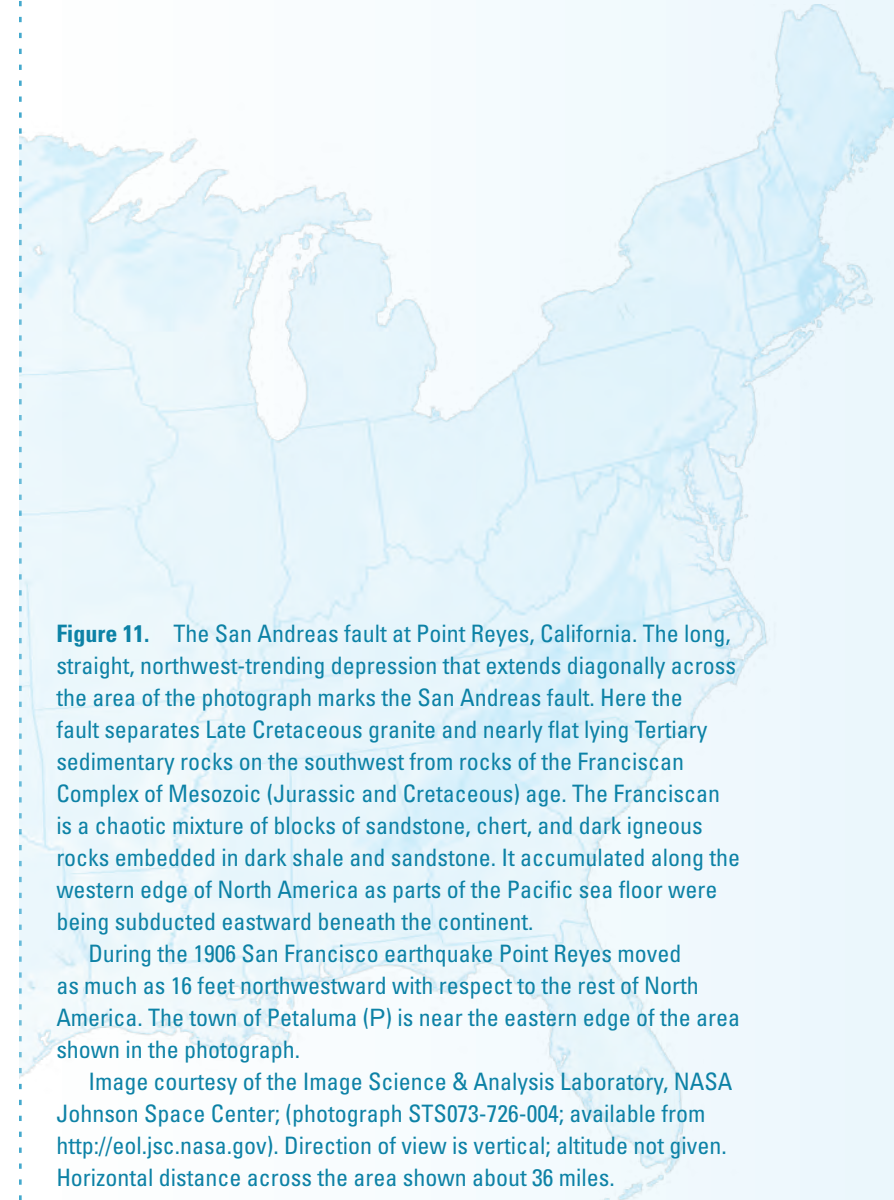 Figure 11. The San Andreas fault at Point Reyes, California. The long,
straight, northwest-trending depression that extends diagonally across
the area of the photograph marks the San Andreas fault. Here the
fault separates Late Cretaceous granite and nearly flat lying Tertiary
sedimentary rocks on the southwest from rocks of the Franciscan
Complex of Mesozoic (Jurassic and Cretaceous) age. The Franciscan
is a chaotic mixture of blocks of sandstone, chert, and dark igneous
rocks embedded in dark shale and sandstone. It accumulated along the
western edge of North America as parts of the Pacific sea floor were
being subducted eastward beneath the continent.
During the 1906 San Francisco earthquake Point Reyes moved
as much as 16 feet northwestward with respect to the rest of North
America. The town of Petaluma (P) is near the eastern edge of the area
shown in the photograph.
Image courtesy of the Image Science & Analysis Laboratory, NASA
Johnson Space Center; (photograph STS073-726-004; available from
http://eol.jsc.nasa.gov). Direction of view is vertical; altitude not given.
Horizontal distance across the area shown about 36 miles.